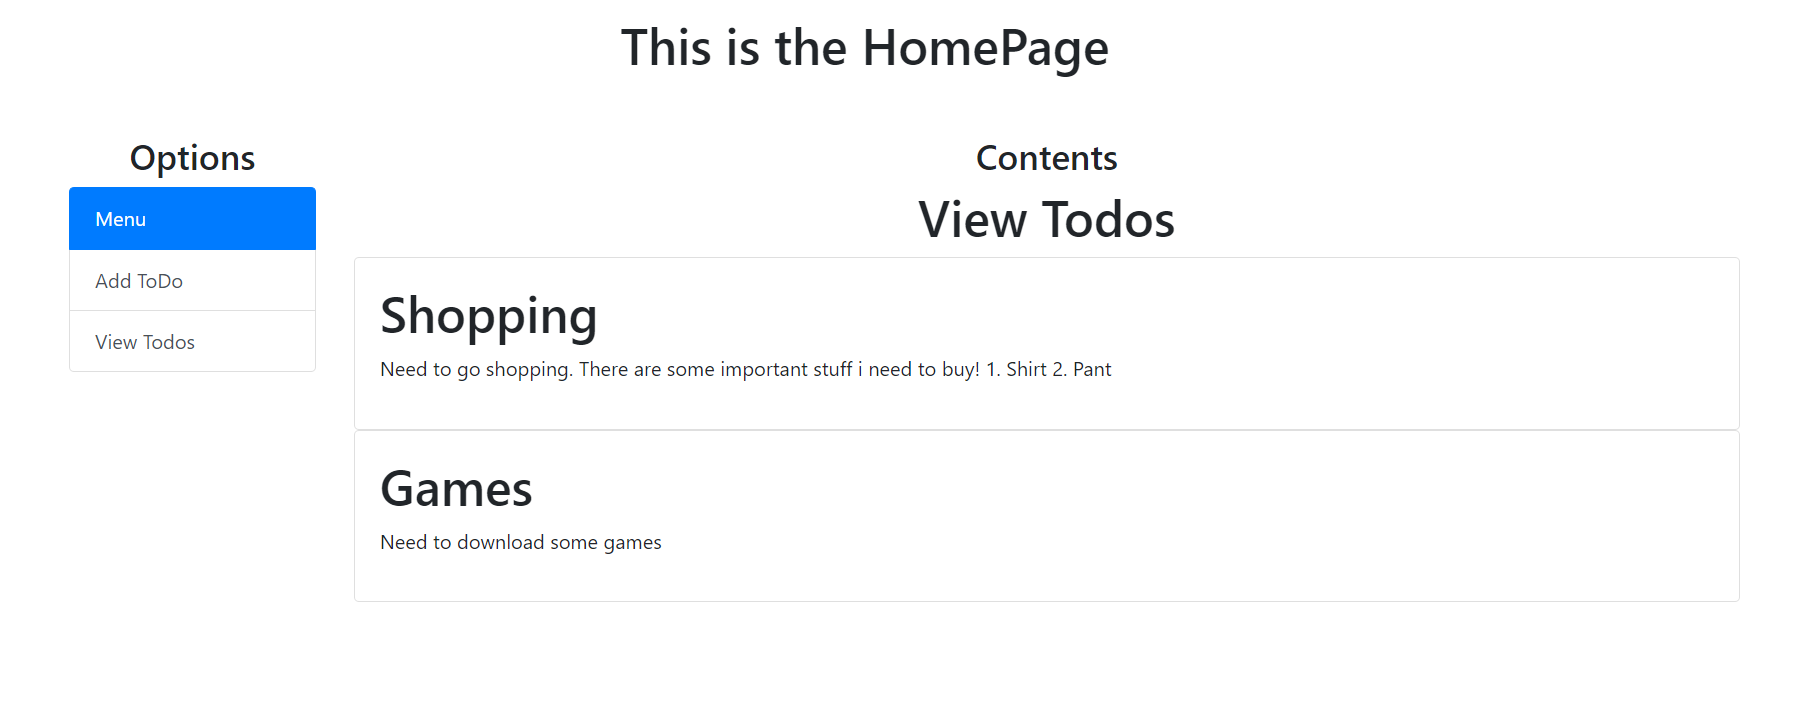 This is the HomePage
Options
Menu
Add ToDo
View Todos
Contents
View Todos
Shopping
Need to go shopping. There are some important stuff i need to buy! 1. Shirt 2. Pant
Games
Need to download some games